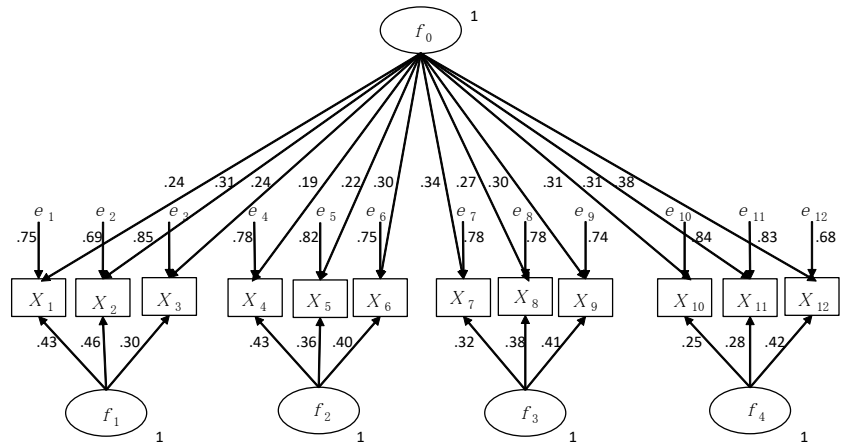 f₀ 1
.24 .31 .24 .19 .22 .30 .34 .27 .30 .31 .31 .38
e₁ e₂ e₃ e₄ e₅ e₆ e₇ e₈ e₉ e₁₀ e₁₁ e₁₂
.75 .69 .85 .78 .82 .75 .78 .78 .74 .84 .83 .68
X₁ X₂ X₃ X₄ X₅ X₆ X₇ X₈ X₉ X₁₀ X₁₁ X₁₂
.43 .46 .30 .43 .36 .40 .32 .38 .41 .25 .28 .42
f₁ f₂ f₃ f₄
1 1 1 1